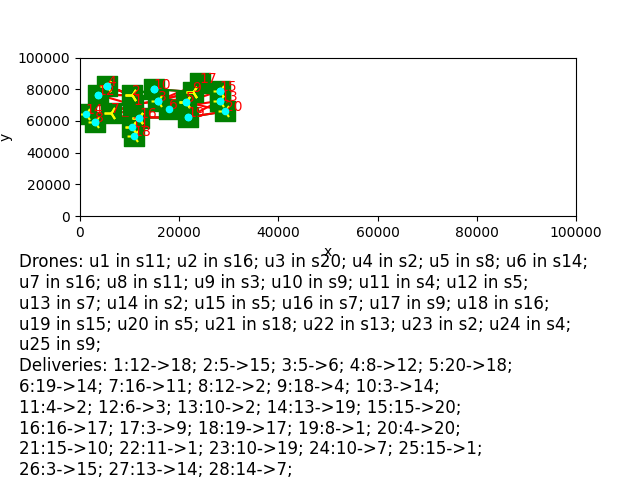 100000
80000
60000
40000
20000
0
y
0 20000 40000 60000 80000 100000
x
Drones: u1 in s11; u2 in s16; u3 in s20; u4 in s2; u5 in s8; u6 in s14;
u7 in s16; u8 in s11; u9 in s3; u10 in s9; u11 in s4; u12 in s5;
u13 in s7; u14 in s2; u15 in s5; u16 in s7; u17 in s9; u18 in s16;
u19 in s15; u20 in s5; u21 in s18; u22 in s13; u23 in s2; u24 in s4;
u25 in s9;
Deliveries: 1:12->18; 2:5->15; 3:5->6; 4:8->12; 5:20->18;
6:19->14; 7:16->11; 8:12->2; 9:18->4; 10:3->14;
11:4->2; 12:6->3; 13:10->2; 14:13->19; 15:15->20;
16:16->17; 17:3->9; 18:19->17; 19:8->1; 20:4->20;
21:15->10; 22:11->1; 23:10->19; 24:10->7; 25:15->1;
26:3->15; 27:13->14; 28:14->7;